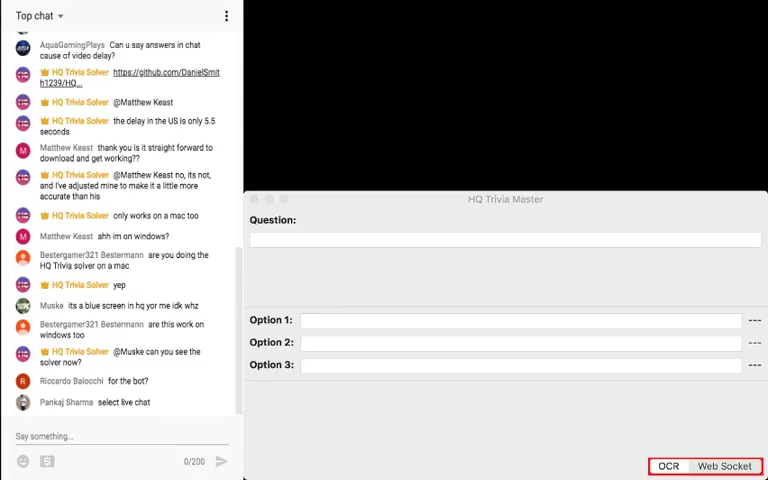 Top chat
AquaGamingPlays Can u say answers in chat
cause of video delay?
HQ Trivia Solver https://github.com/DanielSmit
h1239/HQ...
HQ Trivia Solver @Matthew Keast
HQ Trivia Solver the delay in the US is only 5.5
seconds
Matthew Keast thank you is it straight forward to
download and get working??
HQ Trivia Solver @Matthew Keast no, its not,
and I've adjusted mine to make it a little more
accurate than his
HQ Trivia Solver only works on a mac too
Matthew Keast ahh im on windows?
Bestergamer321 Bestermann are you doing the
HQ Trivia solver on a mac
HQ Trivia Solver yep
Muske its a blue screen in hq yor me idk whz
Bestergamer321 Bestermann are this work on
windows too
HQ Trivia Solver @Muske can you see the
solver now?
Riccardo Baiocchi for the bot?
Pankaj Sharma select live chat
Say something...
0/200
HQ Trivia Master
Question:
Option 1: ---
Option 2: ---
Option 3: ---
OCR Web Socket